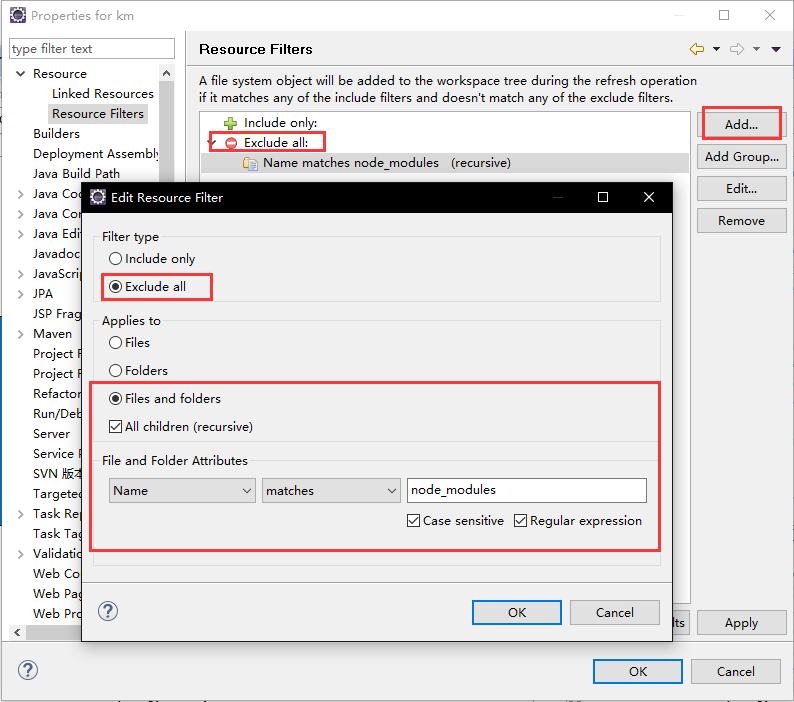 Properties for km
type filter text
Resource Filters
Resource
Linked Resources
Resource Filters
Builders
Deployment Assembly
Java Build Path
Java Co
Java Co
Java Edi
Javadoc
JavaScri
JPA
JSP Frag
Maven
Project F
Project F
Refactor
Run/Deb
Server
Service P
SVN 版本
Targeted
Task Rep
Task Tag
Validatio
Web Co
Web Pag
Web Pro
A file system object will be added to the workspace tree during the refresh operation
if it matches any of the include filters and doesn't match any of the exclude filters.
Include only:
Exclude all:
Name matches node_modules (recursive)
Add...
Add Group...
Edit...
Remove
Edit Resource Filter
Filter type
Include only
Exclude all
Applies to
Files
Folders
Files and folders
All children (recursive)
File and Folder Attributes
Name matches node_modules
Case sensitive Regular expression
OK Cancel
lts Apply
OK Cancel